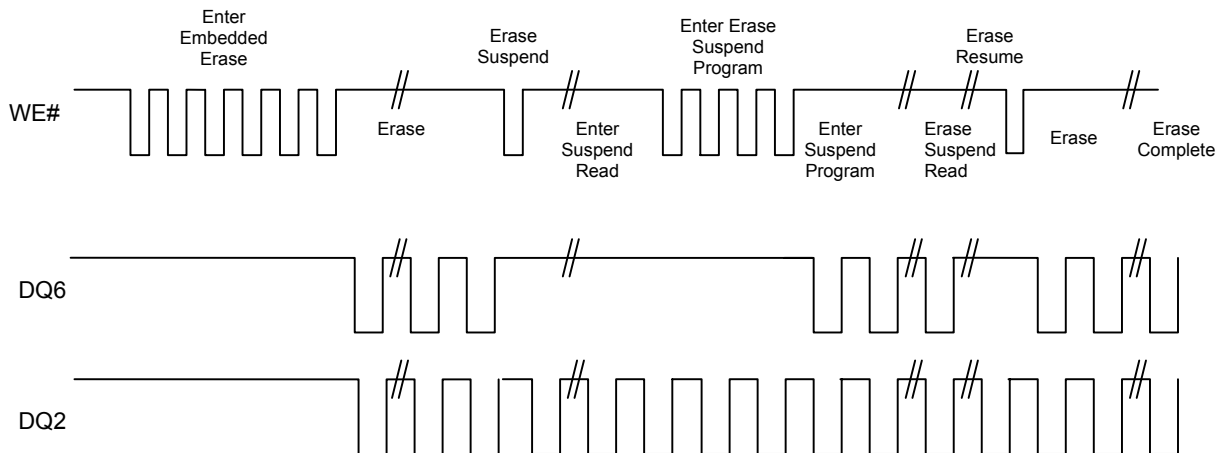 Enter
Embedded
Erase
Erase
Suspend
Enter Erase
Suspend
Program
Erase
Resume
WE#
Erase
Enter
Suspend
Read
Enter
Suspend
Program
Erase
Suspend
Read
Erase
Erase
Complete
DQ6
DQ2